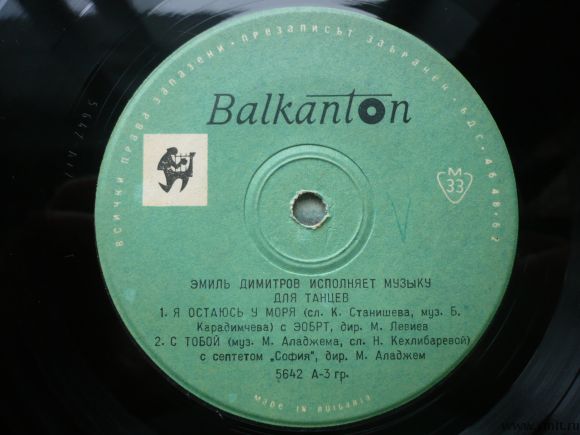 ВСИЧКИ ПРАВА ЗАПАЗЕНИ · ПРЕЗАПИСЪТ ЗАБРАНЕН · БДС · 4648-62
Balkanton
М
33
ЭМИЛЬ ДИМИТРОВ ИСПОЛНЯЕТ МУЗЫКУ
ДЛЯ ТАНЦЕВ
1. Я ОСТАЮСЬ У МОРЯ (сл. К. Станишева, муз. Б.
Карадимчева) с ЭОБРТ, дир. М. Левиев
2. С ТОБОЙ (муз. М. Аладжема, сл. Н. Кехлибаревой)
с септетом „София", дир. М. Аладжем
5642 А-3 гр.
MADE IN BULGARIA